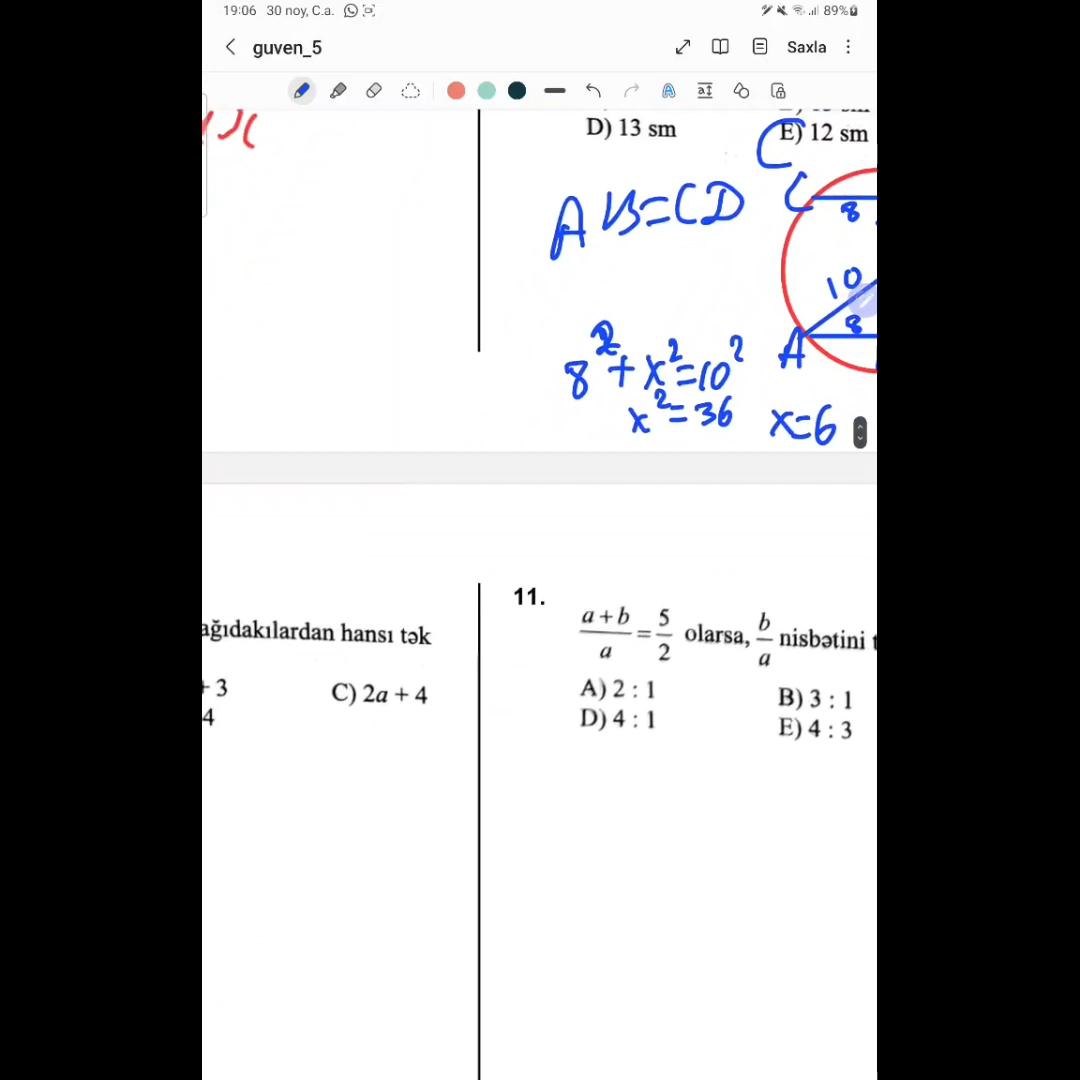 19:06 30 noy, C.a. 89%
guven_5 Saxla
D) 13 sm
E) 12 sm
C
AB=CD
C
8
10
8
A
8²+x²=10²
x²=36 x=6
ağıdakılardan hansı tək
+ 3 C) 2a + 4
4
11.
a+b/a = 5/2 olarsa, b/a nisbətini
A) 2 : 1 B) 3 : 1
D) 4 : 1 E) 4 : 3